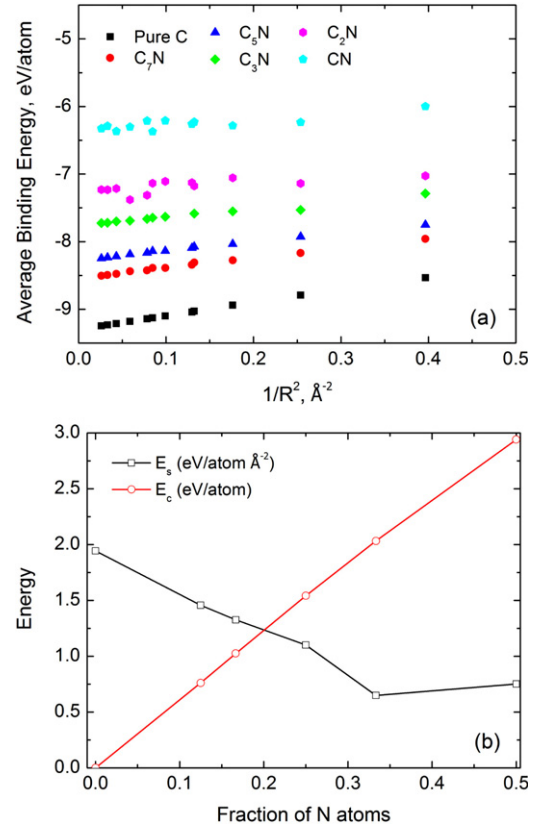 Pure C
C₇N
C₅N
C₃N
C₂N
CN
-5
-6
-7
-8
-9
Average Binding Energy, eV/atom
(a)
0.0 0.1 0.2 0.3 0.4 0.5
1/R², Å⁻²
3.0
2.5
2.0
1.5
1.0
0.5
0.0
Energy
Eₛ (eV/atom Å⁻²)
E꜀ (eV/atom)
(b)
0.0 0.1 0.2 0.3 0.4 0.5
Fraction of N atoms